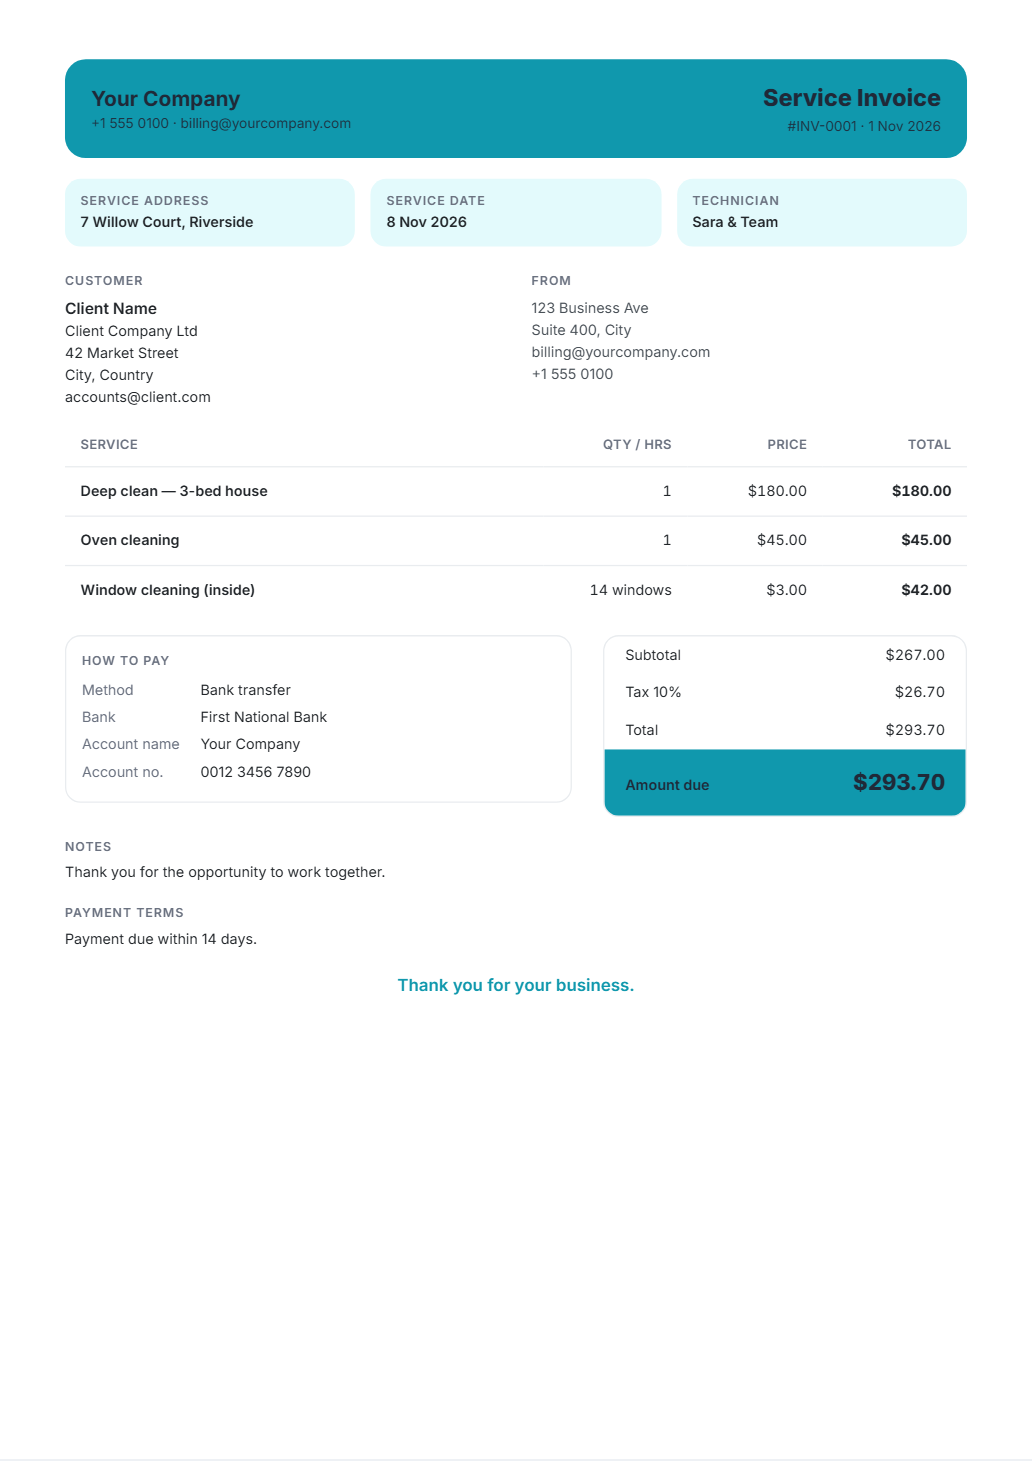 Your Company
+1 555 0100 · billing@yourcompany.com
Service Invoice
#INV-0001 · 1 Nov 2026
SERVICE ADDRESS
7 Willow Court, Riverside
SERVICE DATE
8 Nov 2026
TECHNICIAN
Sara & Team
CUSTOMER
Client Name
Client Company Ltd
42 Market Street
City, Country
accounts@client.com
FROM
123 Business Ave
Suite 400, City
billing@yourcompany.com
+1 555 0100
SERVICE QTY / HRS PRICE TOTAL
Deep clean — 3-bed house 1 $180.00 $180.00
Oven cleaning 1 $45.00 $45.00
Window cleaning (inside) 14 windows $3.00 $42.00
HOW TO PAY
Method Bank transfer
Bank First National Bank
Account name Your Company
Account no. 0012 3456 7890
Subtotal $267.00
Tax 10% $26.70
Total $293.70
Amount due $293.70
NOTES
Thank you for the opportunity to work together.
PAYMENT TERMS
Payment due within 14 days.
Thank you for your business.